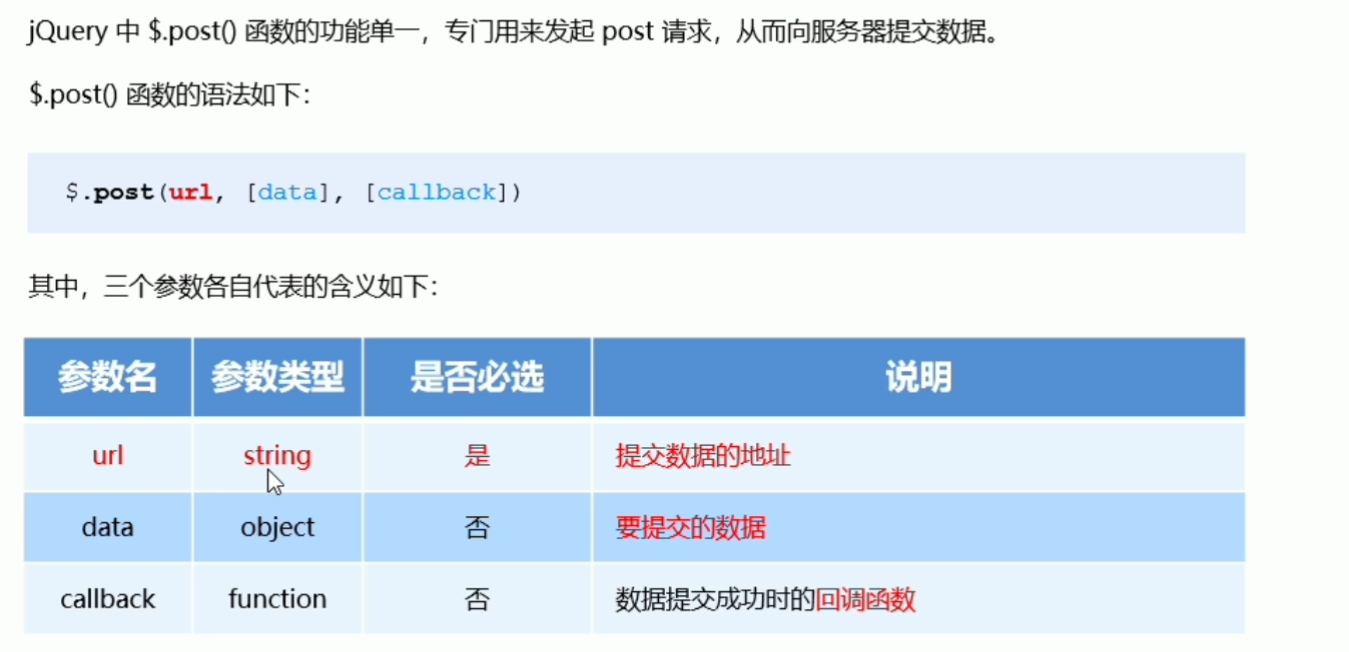 jQuery 中 $.post() 函数的功能单一，专门用来发起 post 请求，从而向服务器提交数据。
$.post() 函数的语法如下：
$.post(url, [data], [callback])
其中，三个参数各自代表的含义如下：
参数名 参数类型 是否必选 说明
url string 是 提交数据的地址
data object 否 要提交的数据
callback function 否 数据提交成功时的回调函数